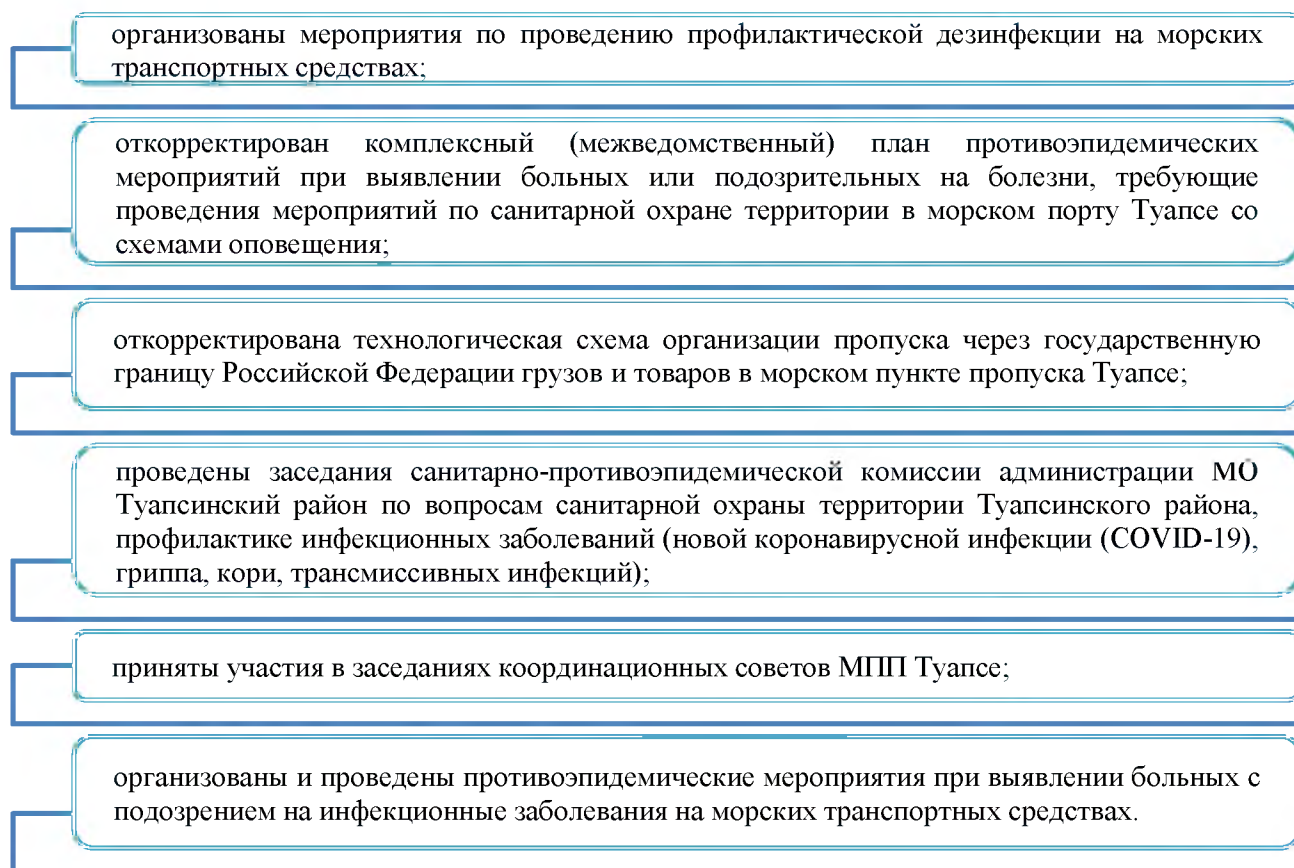 организованы мероприятия по проведению профилактической дезинфекции на морских
транспортных средствах;
откорректирован комплексный (межведомственный) план противоэпидемических
мероприятий при выявлении больных или подозрительных на болезни, требующие
проведения мероприятий по санитарной охране территории в морском порту Туапсе со
схемами оповещения;
откорректирована технологическая схема организации пропуска через государственную
границу Российской Федерации грузов и товаров в морском пункте пропуска Туапсе;
проведены заседания санитарно-противоэпидемической комиссии администрации МО
Туапсинский район по вопросам санитарной охраны территории Туапсинского района,
профилактике инфекционных заболеваний (новой коронавирусной инфекции (COVID-19),
гриппа, кори, трансмиссивных инфекций);
приняты участия в заседаниях координационных советов МПП Туапсе;
организованы и проведены противоэпидемические мероприятия при выявлении больных с
подозрением на инфекционные заболевания на морских транспортных средствах.